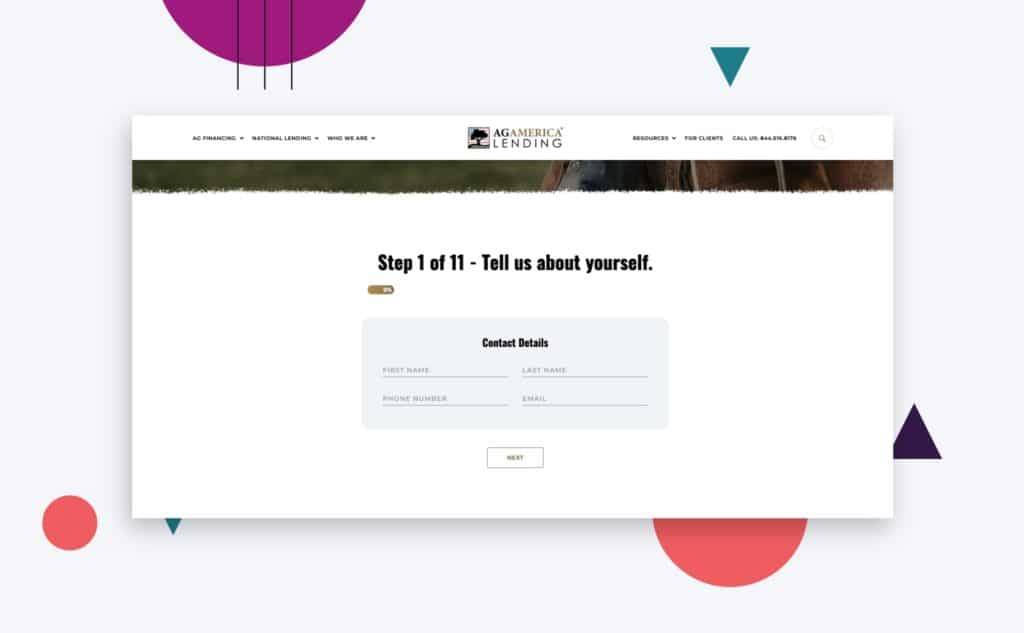 AG FINANCING NATIONAL LENDING WHO WE ARE
AGAMERICA
LENDING
RESOURCES FOR CLIENTS CALL US: 844.516.8176
Step 1 of 11 - Tell us about yourself.
0%
Contact Details
FIRST NAME LAST NAME
PHONE NUMBER EMAIL
NEXT